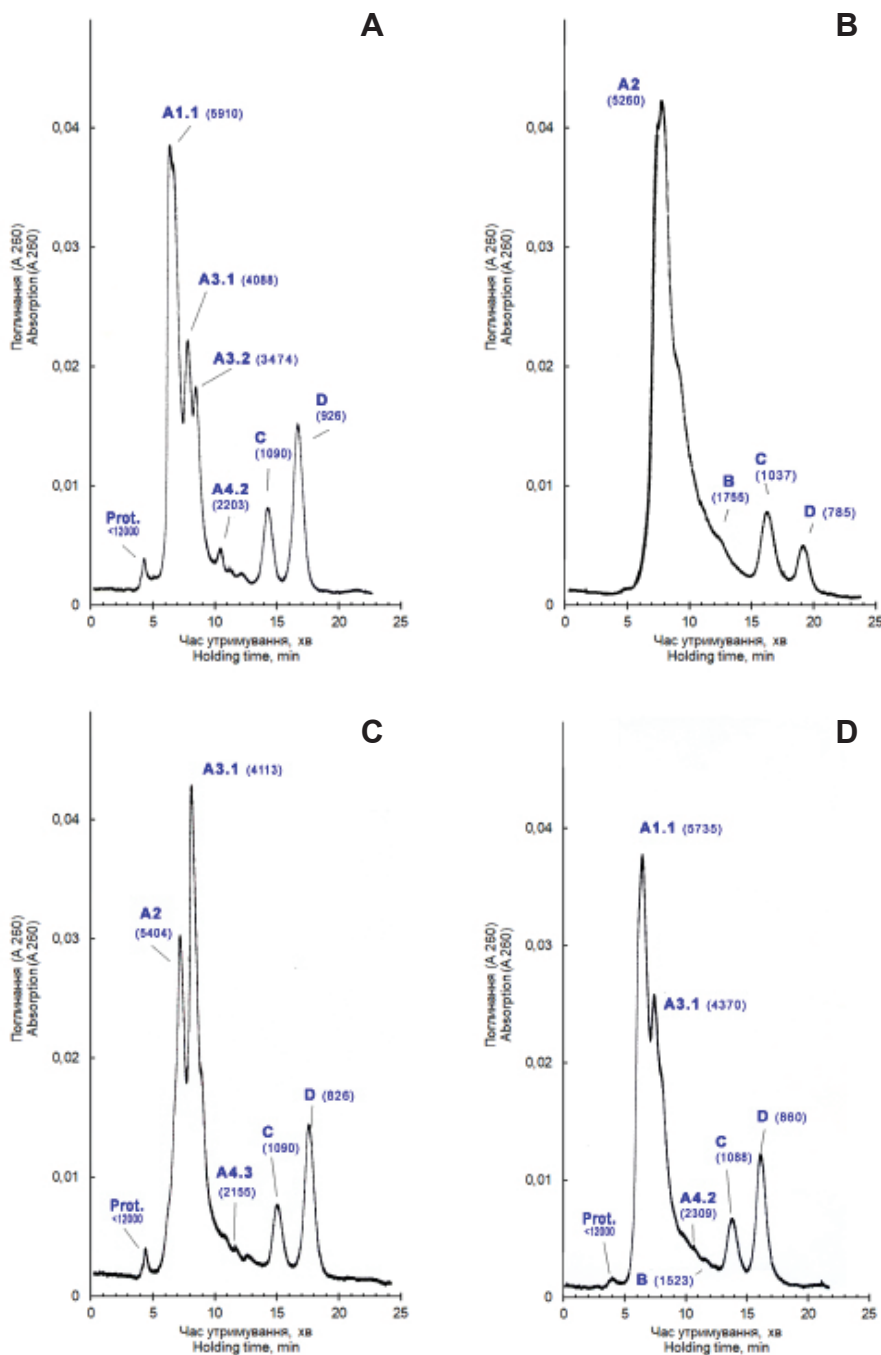 A
A1.1 (5910)
A3.1 (4088)
A3.2 (3474)
D
(926)
C
(1090)
A4.2
(2203)
Prot.
<12000
0,04
0,03
0,02
0,01
0
0 5 10 15 20 25
Поглинання (А 260)
Absorption (A 260)
Час утримування, хв
Holding time, min
B
A2
(5260)
B
(1755)
C
(1037)
D (785)
0,04
0,03
0,02
0,01
0
0 5 10 15 20 25
Поглинання (А 260)
Absorption (A 260)
Час утримування, хв
Holding time, min
C
A3.1 (4113)
A2
(5404)
D (826)
C
(1090)
A4.3
(2155)
Prot.
<12000
0,04
0,03
0,02
0,01
0
0 5 10 15 20 25
Поглинання (А 260)
Absorption (A 260)
Час утримування, хв
Holding time, min
D
A1.1 (5735)
A3.1 (4370)
D (860)
C
(1088)
A4.2
(2309)
Prot.
<12000
B (1523)
0,04
0,03
0,02
0,01
0
0 5 10 15 20 25
Поглинання (А 260)
Absorption (A 260)
Час утримування, хв
Holding time, min